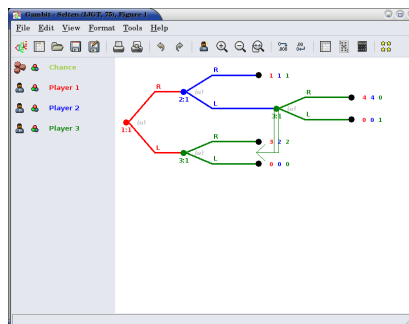 Gambit - Selten (IJGT, 75), Figure 1
File Edit View Format Tools Help
Chance
Player 1
Player 2
Player 3
R
1 1 1
R
2:1
L
R
4 4 0
3:1
L
0 0 1
1:1
R
3 2 2
L
3:1
L
0 0 0